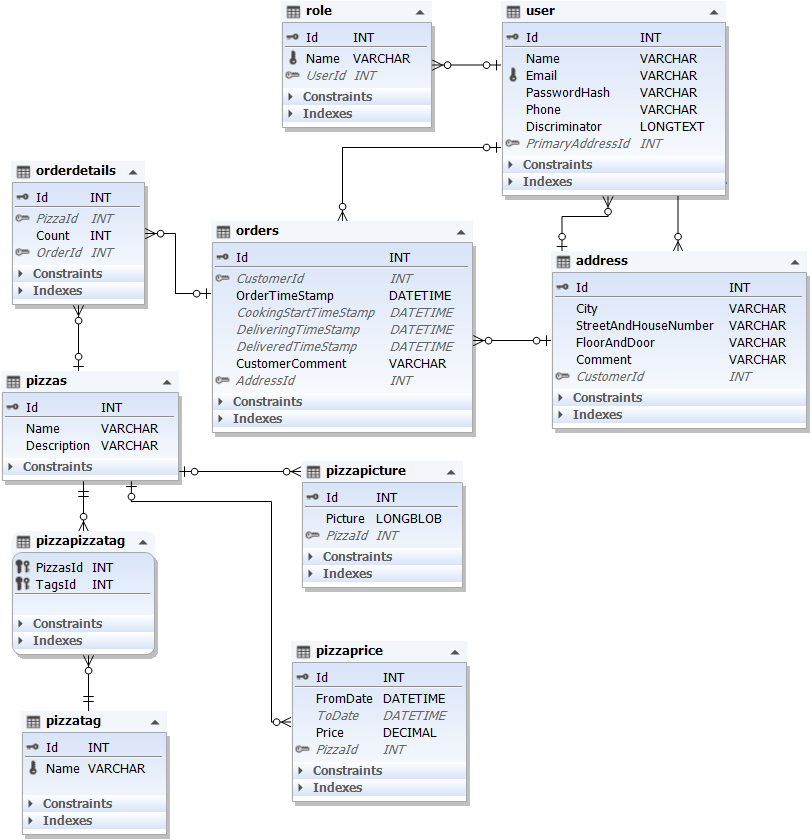 role
Id INT
Name VARCHAR
UserId INT
Constraints
Indexes
user
Id INT
Name VARCHAR
Email VARCHAR
PasswordHash VARCHAR
Phone VARCHAR
Discriminator LONGTEXT
PrimaryAddressId INT
Constraints
Indexes
orderdetails
Id INT
PizzaId INT
Count INT
OrderId INT
Constraints
Indexes
orders
Id INT
CustomerId INT
OrderTimeStamp DATETIME
CookingStartTimeStamp DATETIME
DeliveringTimeStamp DATETIME
DeliveredTimeStamp DATETIME
CustomerComment VARCHAR
AddressId INT
Constraints
Indexes
address
Id INT
City VARCHAR
StreetAndHouseNumber VARCHAR
FloorAndDoor VARCHAR
Comment VARCHAR
CustomerId INT
Constraints
Indexes
pizzas
Id INT
Name VARCHAR
Description VARCHAR
Constraints
pizzapicture
Id INT
Picture LONGBLOB
PizzaId INT
Constraints
Indexes
pizzapizzatag
PizzasId INT
TagsId INT
Constraints
Indexes
pizzaprice
Id INT
FromDate DATETIME
ToDate DATETIME
Price DECIMAL
PizzaId INT
Constraints
Indexes
pizzatag
Id INT
Name VARCHAR
Constraints
Indexes